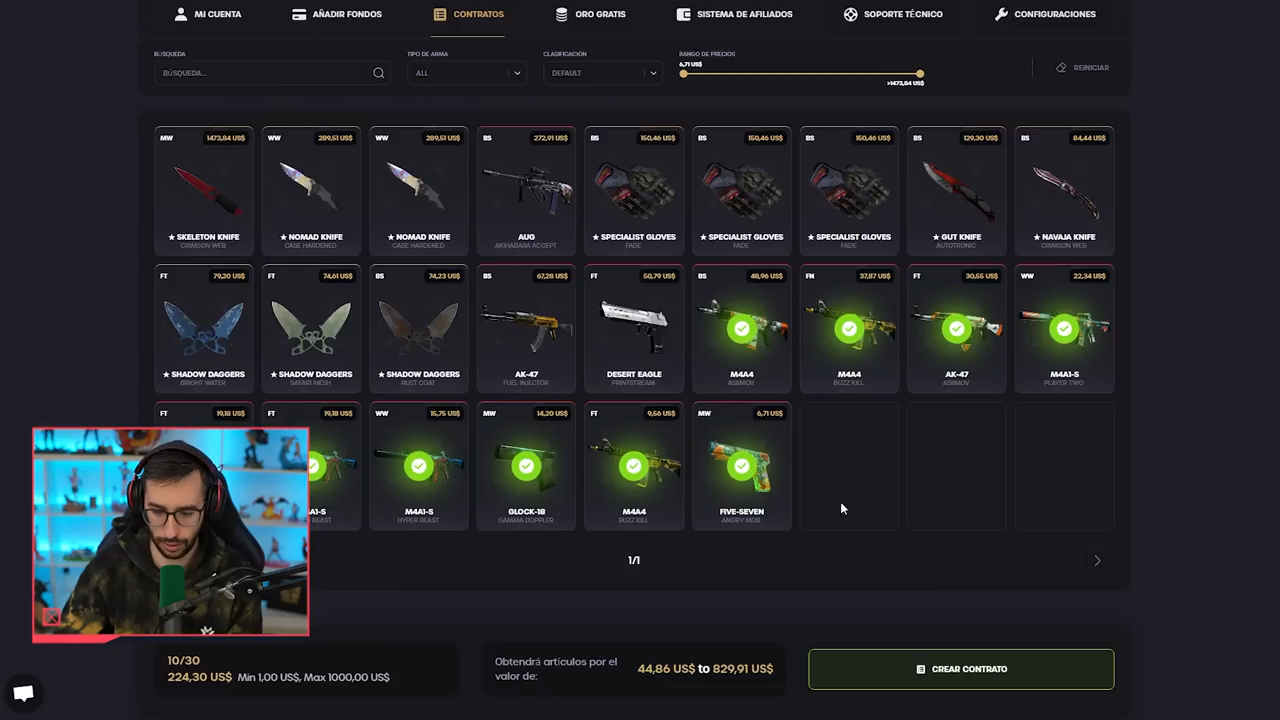 MI CUENTA
AÑADIR FONDOS
CONTRATOS
ORO GRATIS
SISTEMA DE AFILIADOS
SOPORTE TÉCNICO
CONFIGURACIONES
BÚSQUEDA
TIPO DE ARMA
CLASIFICACIÓN
RANGO DE PRECIOS
BÚSQUEDA...
ALL
DEFAULT
6,71 US$
>1473,84 US$
REINICIAR
MW 1473,84 US$
WW 289,51 US$
WW 289,51 US$
BS 272,91 US$
BS 150,46 US$
BS 150,46 US$
BS 150,46 US$
BS 129,30 US$
BS 84,44 US$
★ SKELETON KNIFE
CRIMSON WEB
★ NOMAD KNIFE
CASE HARDENED
★ NOMAD KNIFE
CASE HARDENED
AUG
AKIHABARA ACCEPT
★ SPECIALIST GLOVES
FADE
★ SPECIALIST GLOVES
FADE
★ SPECIALIST GLOVES
FADE
★ GUT KNIFE
AUTOTRONIC
★ NAVAJA KNIFE
CRIMSON WEB
FT 79,20 US$
FT 74,61 US$
BS 74,23 US$
BS 67,28 US$
FT 50,79 US$
BS 48,96 US$
FN 37,87 US$
FT 30,55 US$
WW 22,34 US$
★ SHADOW DAGGERS
BRIGHT WATER
★ SHADOW DAGGERS
SAFARI MESH
★ SHADOW DAGGERS
RUST COAT
AK-47
FUEL INJECTOR
DESERT EAGLE
PRINTSTREAM
M4A4
ASIIMOV
M4A4
BUZZ KILL
AK-47
ASIIMOV
M4A1-S
PLAYER TWO
FT 19,18 US$
FT 19,18 US$
WW 15,75 US$
MW 14,20 US$
FT 9,56 US$
MW 6,71 US$
A1-S
BEAST
M4A1-S
HYPER BEAST
GLOCK-18
GAMMA DOPPLER
M4A4
BUZZ KILL
FIVE-SEVEN
ANGRY MOB
1/1
10/30
224,30 US$ Min 1,00 US$, Max 1000,00 US$
Obtendrá artículos por el
valor de:
44,86 US$ to 829,91 US$
CREAR CONTRATO